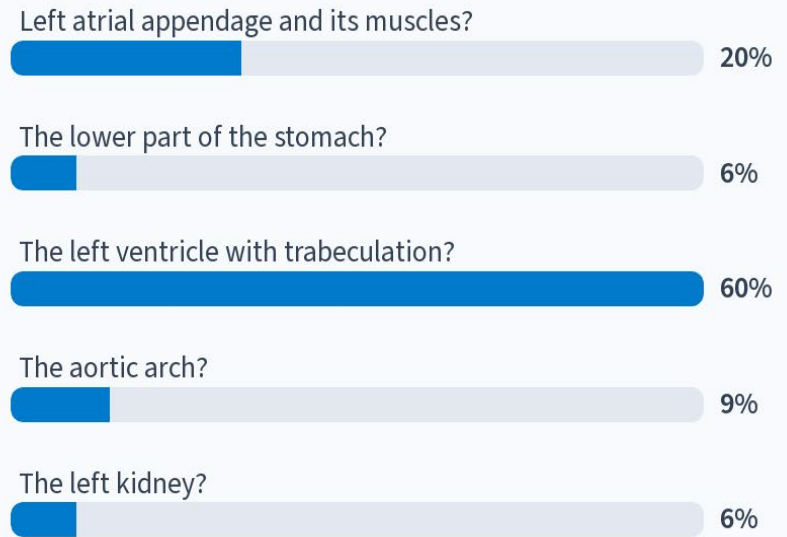 Left atrial appendage and its muscles?
20%
The lower part of the stomach?
6%
The left ventricle with trabeculation?
60%
The aortic arch?
9%
The left kidney?
6%